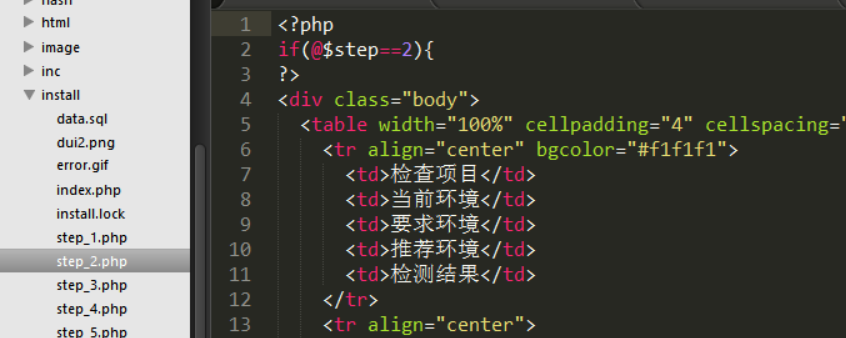 html
image
inc
install
data.sql
dui2.png
error.gif
index.php
install.lock
step_1.php
step_2.php
step_3.php
step_4.php
step_5.php
1 <?php
2 if(@$step==2){
3 ?>
4 <div class="body">
5 <table width="100%" cellpadding="4" cellspacing="
6 <tr align="center" bgcolor="#f1f1f1">
7 <td>检查项目</td>
8 <td>当前环境</td>
9 <td>要求环境</td>
10 <td>推荐环境</td>
11 <td>检测结果</td>
12 </tr>
13 <tr align="center">